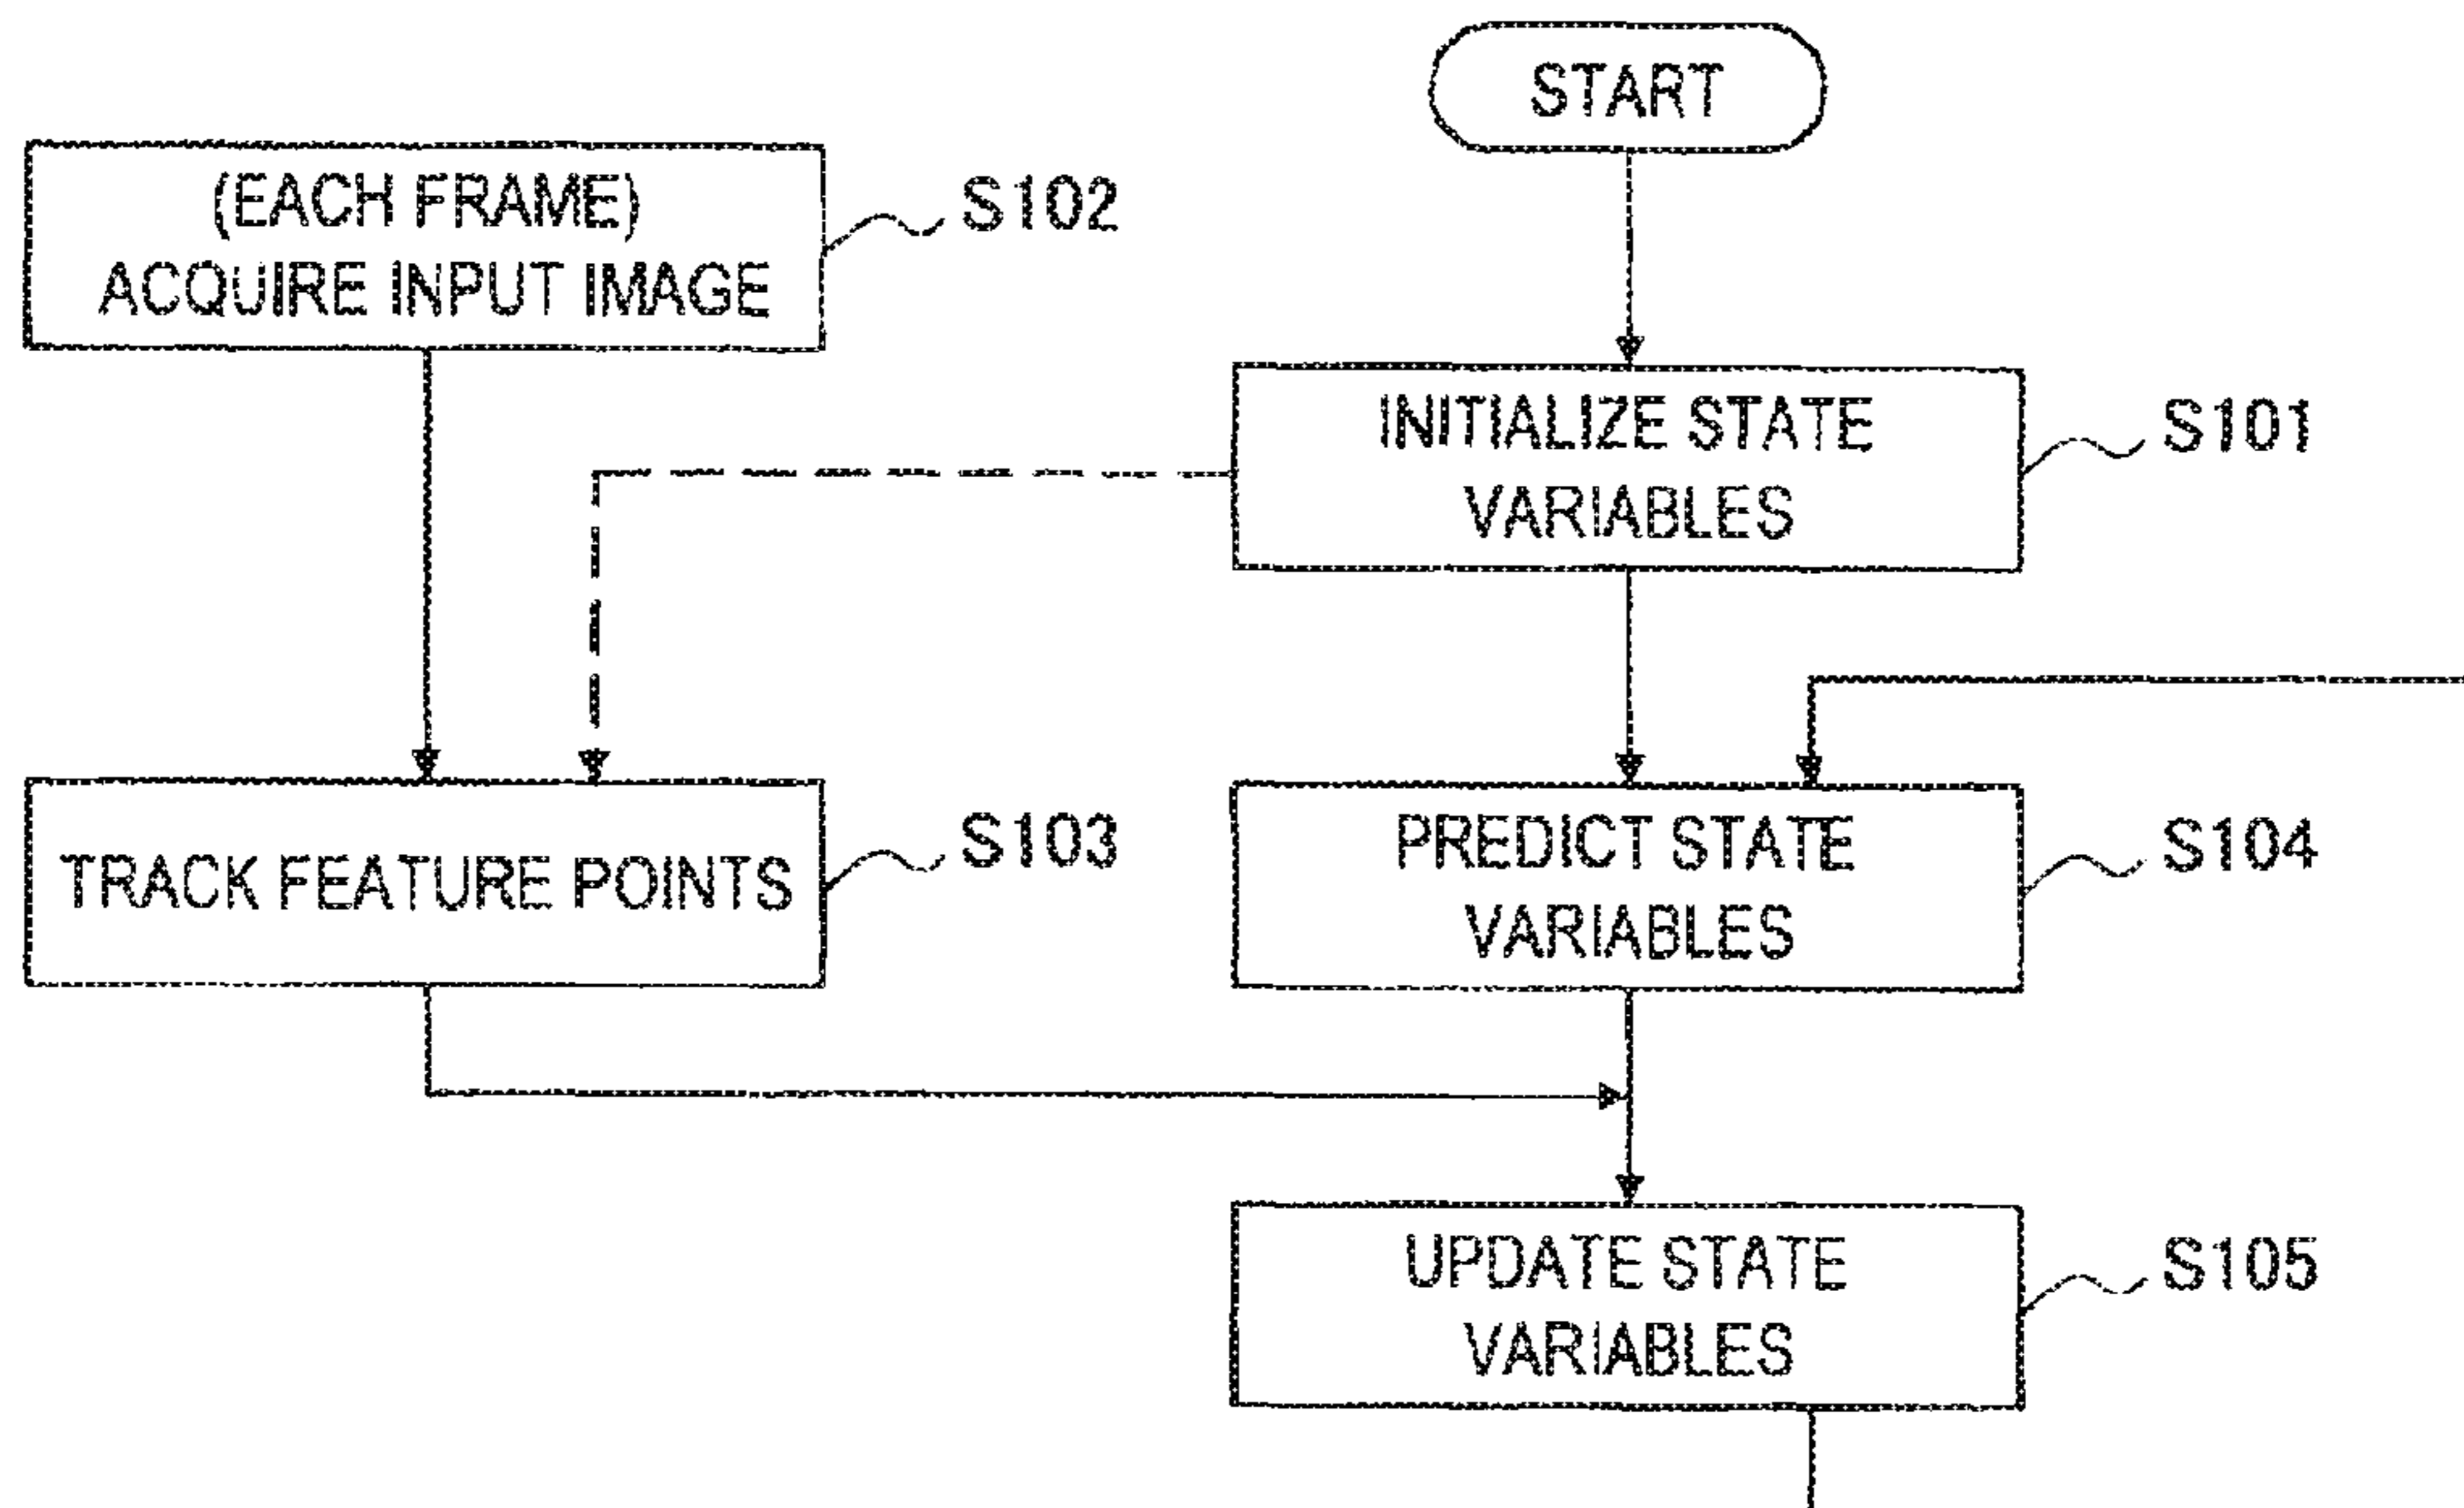 START
(EACH FRAME)
ACQUIRE INPUT IMAGE
S102
INITIALIZE STATE
VARIABLES
S101
TRACK FEATURE POINTS
S103
PREDICT STATE
VARIABLES
S104
UPDATE STATE
VARIABLES
S105